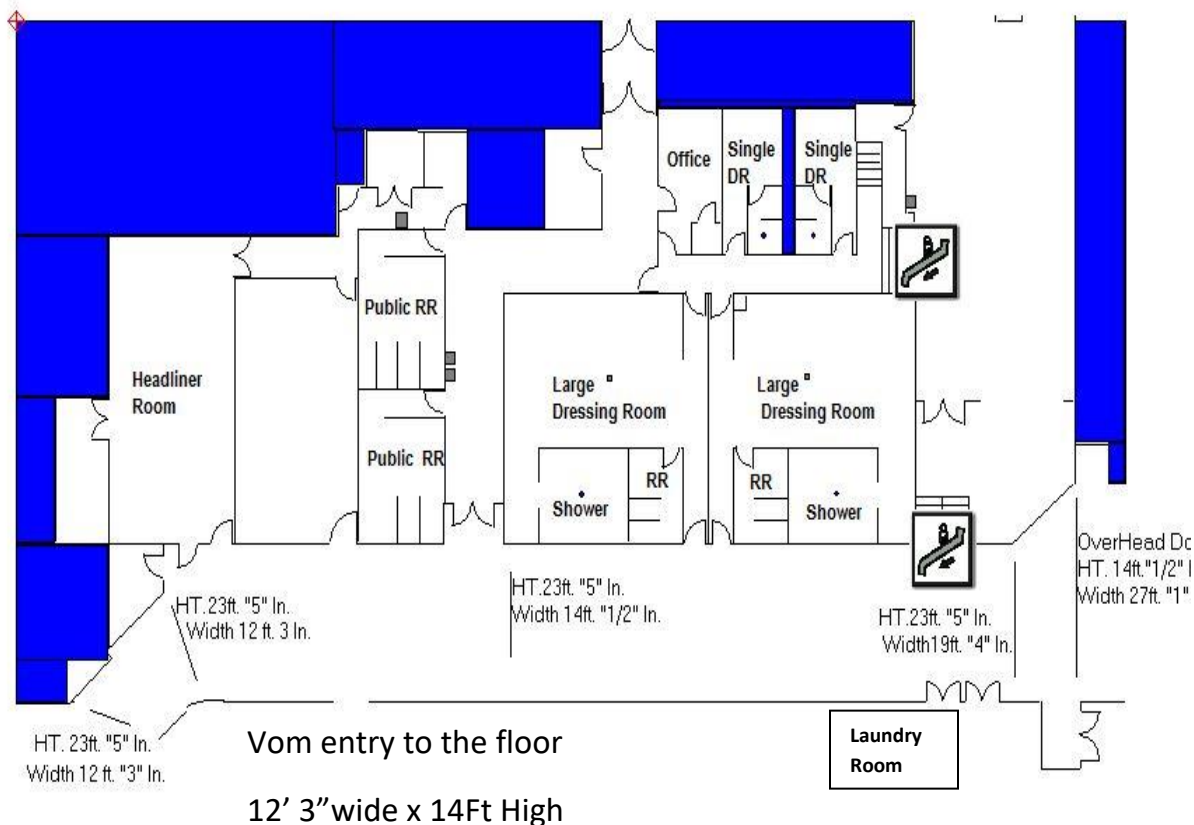 Office
Single
DR
Single
DR
Public RR
Headliner
Room
Large
Dressing Room
Large
Dressing Room
Public RR
RR
RR
Shower
Shower
OverHead Do
HT. 14ft."1/2" I
Width 27ft. "1"
HT.23ft. "5" In.
Width 12 ft. 3 In.
HT.23ft. "5" In.
Width 14ft. "1/2" In.
HT.23ft. "5" In.
Width19ft. "4" In.
HT. 23ft. "5" In.
Width 12 ft. "3" In.
Vom entry to the floor
12’ 3”wide x 14Ft High
Laundry
Room